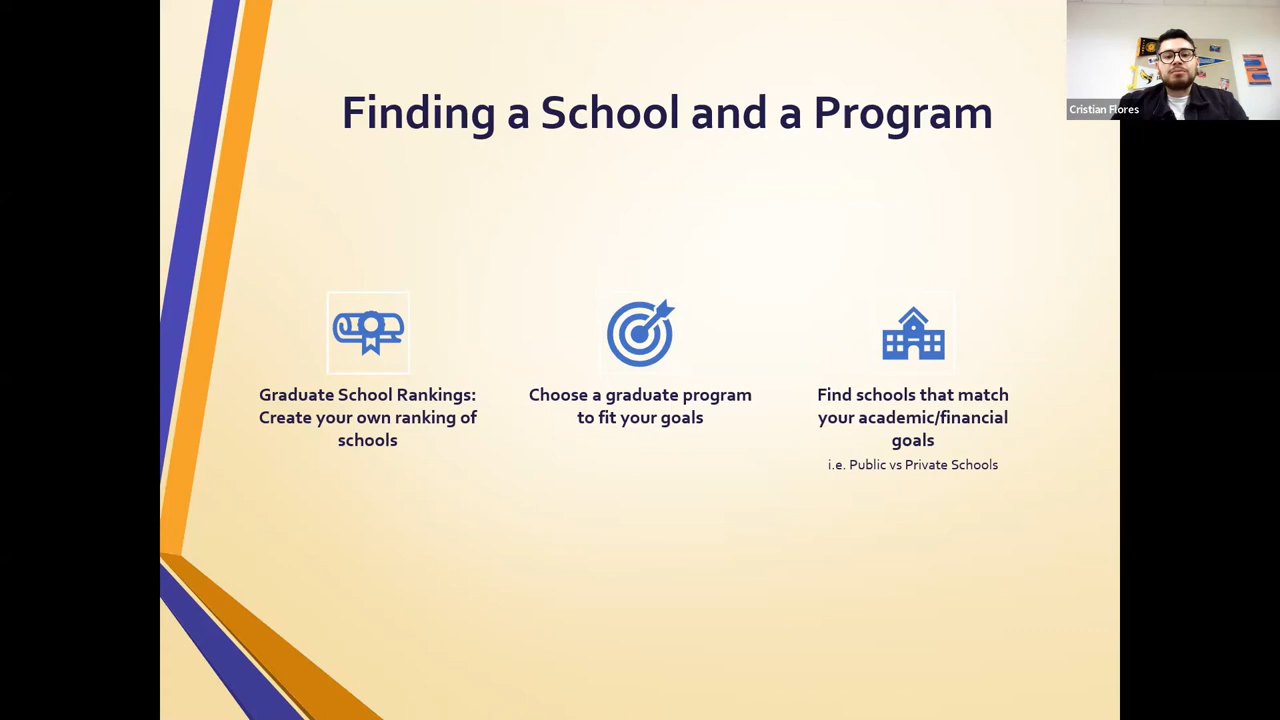 Finding a School and a Program
Cristian Flores
Graduate School Rankings:
Create your own ranking of
schools
Choose a graduate program
to fit your goals
Find schools that match
your academic/financial
goals
i.e. Public vs Private Schools